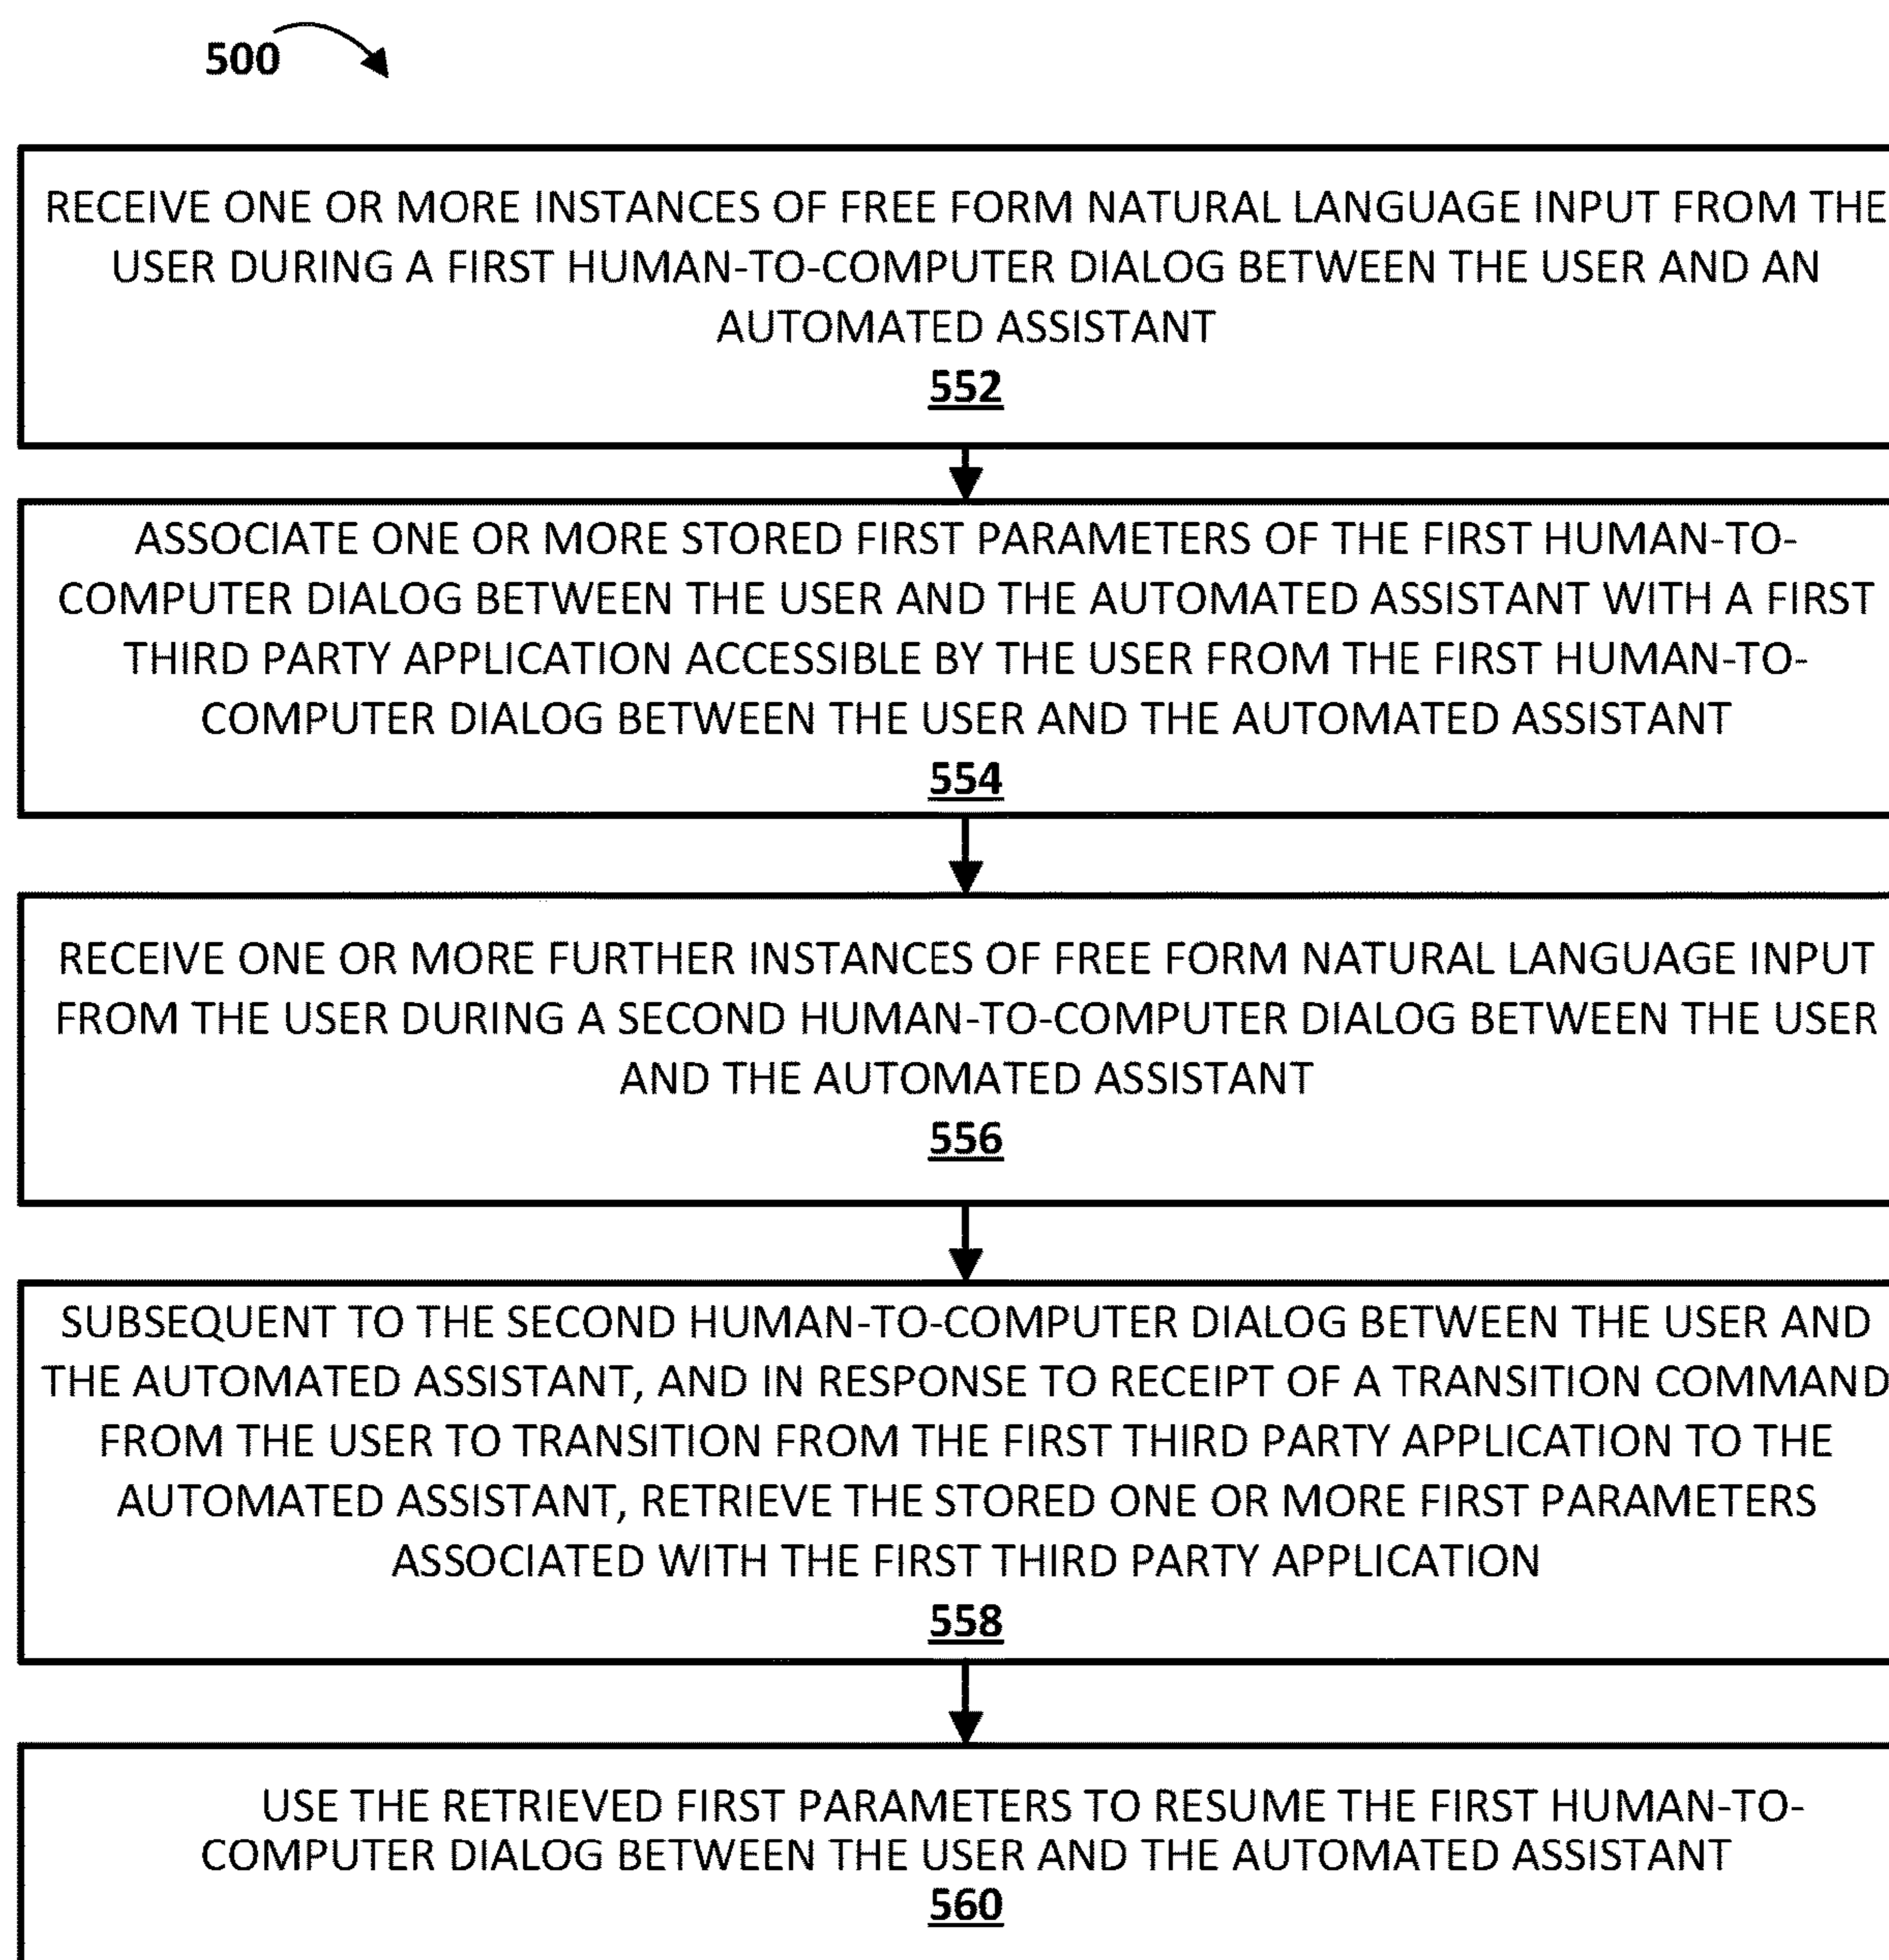 500
RECEIVE ONE OR MORE INSTANCES OF FREE FORM NATURAL LANGUAGE INPUT FROM THE
USER DURING A FIRST HUMAN-TO-COMPUTER DIALOG BETWEEN THE USER AND AN
AUTOMATED ASSISTANT
552
ASSOCIATE ONE OR MORE STORED FIRST PARAMETERS OF THE FIRST HUMAN-TO-
COMPUTER DIALOG BETWEEN THE USER AND THE AUTOMATED ASSISTANT WITH A FIRST
THIRD PARTY APPLICATION ACCESSIBLE BY THE USER FROM THE FIRST HUMAN-TO-
COMPUTER DIALOG BETWEEN THE USER AND THE AUTOMATED ASSISTANT
554
RECEIVE ONE OR MORE FURTHER INSTANCES OF FREE FORM NATURAL LANGUAGE INPUT
FROM THE USER DURING A SECOND HUMAN-TO-COMPUTER DIALOG BETWEEN THE USER
AND THE AUTOMATED ASSISTANT
556
SUBSEQUENT TO THE SECOND HUMAN-TO-COMPUTER DIALOG BETWEEN THE USER AND
THE AUTOMATED ASSISTANT, AND IN RESPONSE TO RECEIPT OF A TRANSITION COMMAND
FROM THE USER TO TRANSITION FROM THE FIRST THIRD PARTY APPLICATION TO THE
AUTOMATED ASSISTANT, RETRIEVE THE STORED ONE OR MORE FIRST PARAMETERS
ASSOCIATED WITH THE FIRST THIRD PARTY APPLICATION
558
USE THE RETRIEVED FIRST PARAMETERS TO RESUME THE FIRST HUMAN-TO-
COMPUTER DIALOG BETWEEN THE USER AND THE AUTOMATED ASSISTANT
560